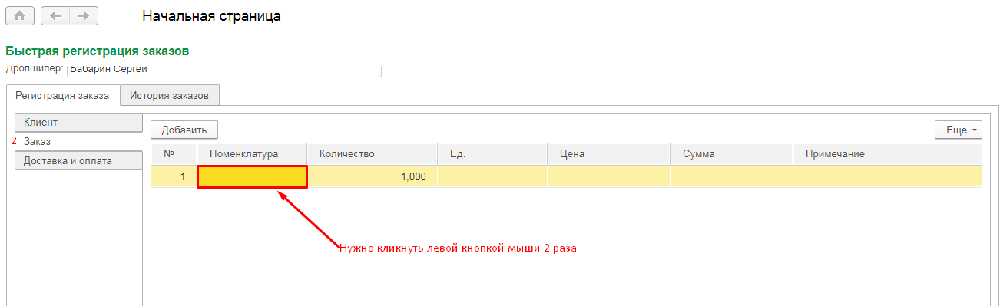 Начальная страница
Быстрая регистрация заказов
Дропшипер: Бабарин Сергей
Регистрация заказа История заказов
Клиент
Добавить Еще
2 Заказ
№ Номенклатура Количество Ед. Цена Сумма Примечание
Доставка и оплата
1 1,000
Нужно кликнуть левой кнопкой мыши 2 раза